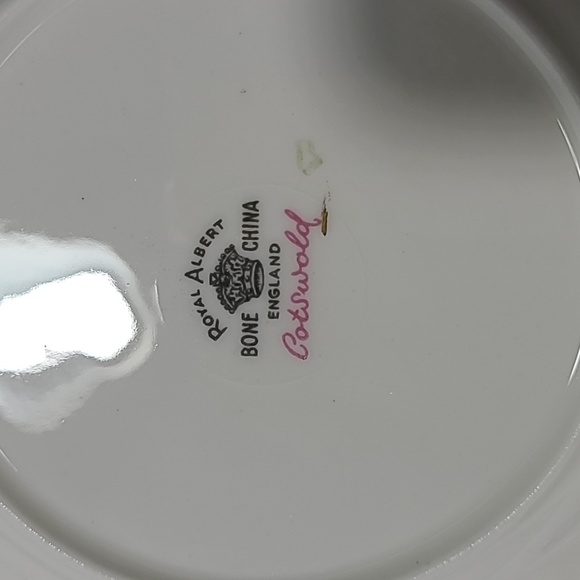 ROYAL ALBERT
BONE CHINA
ENGLAND
Cotswold